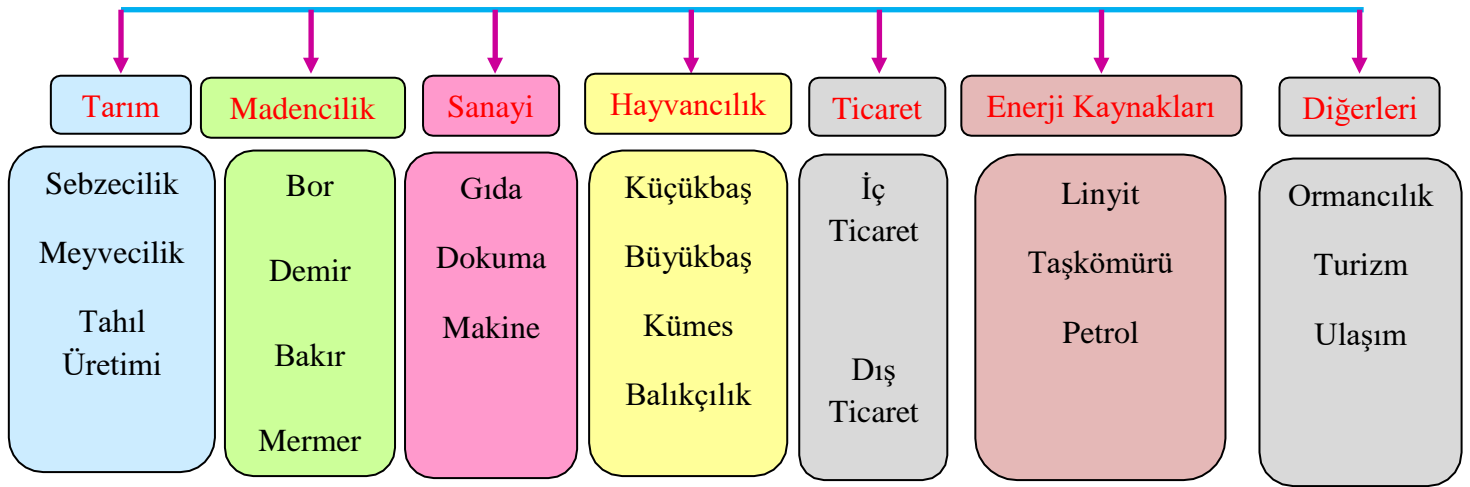 Tarım
Madencilik
Sanayi
Hayvancılık
Ticaret
Enerji Kaynakları
Diğerleri
Sebzecilik
Meyvecilik
Tahıl
Üretimi
Bor
Demir
Bakır
Mermer
Gıda
Dokuma
Makine
Küçükbaş
Büyükbaş
Kümes
Balıkçılık
İç
Ticaret
Dış
Ticaret
Linyit
Taşkömürü
Petrol
Ormancılık
Turizm
Ulaşım